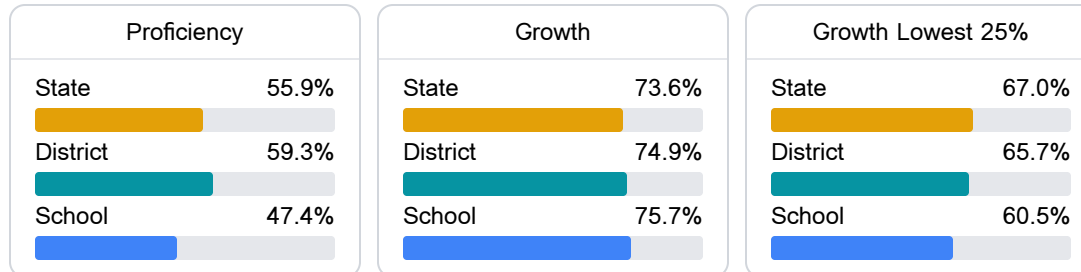 Proficiency
State 55.9%
District 59.3%
School 47.4%
Growth
State 73.6%
District 74.9%
School 75.7%
Growth Lowest 25%
State 67.0%
District 65.7%
School 60.5%